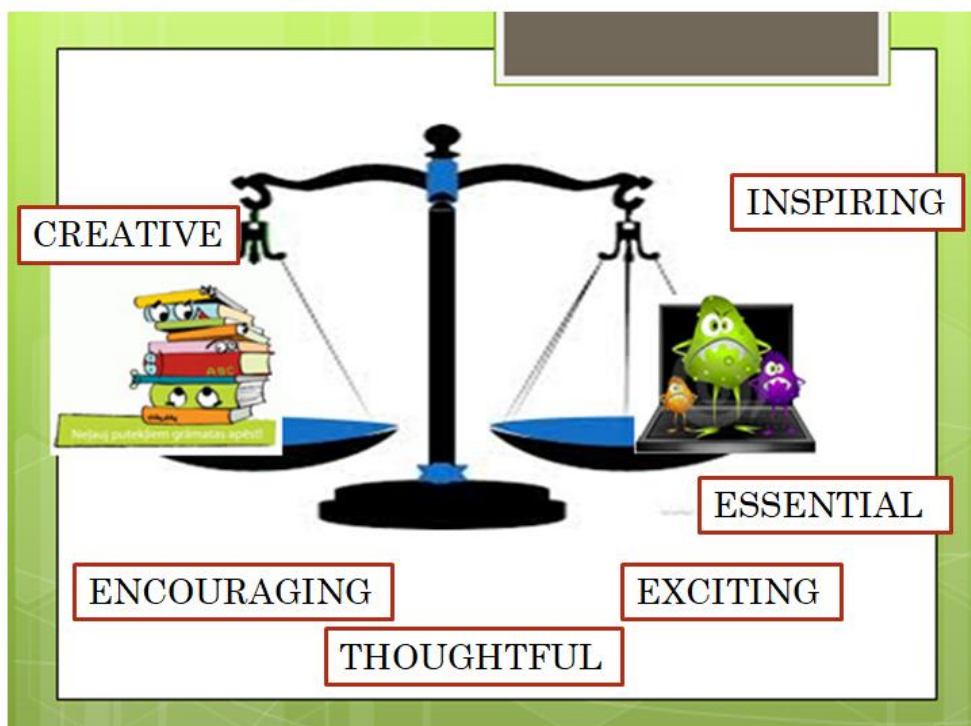 INSPIRING
CREATIVE
ABC
Neļauj putekļiem grāmatas apēst!
ESSENTIAL
ENCOURAGING
EXCITING
THOUGHTFUL